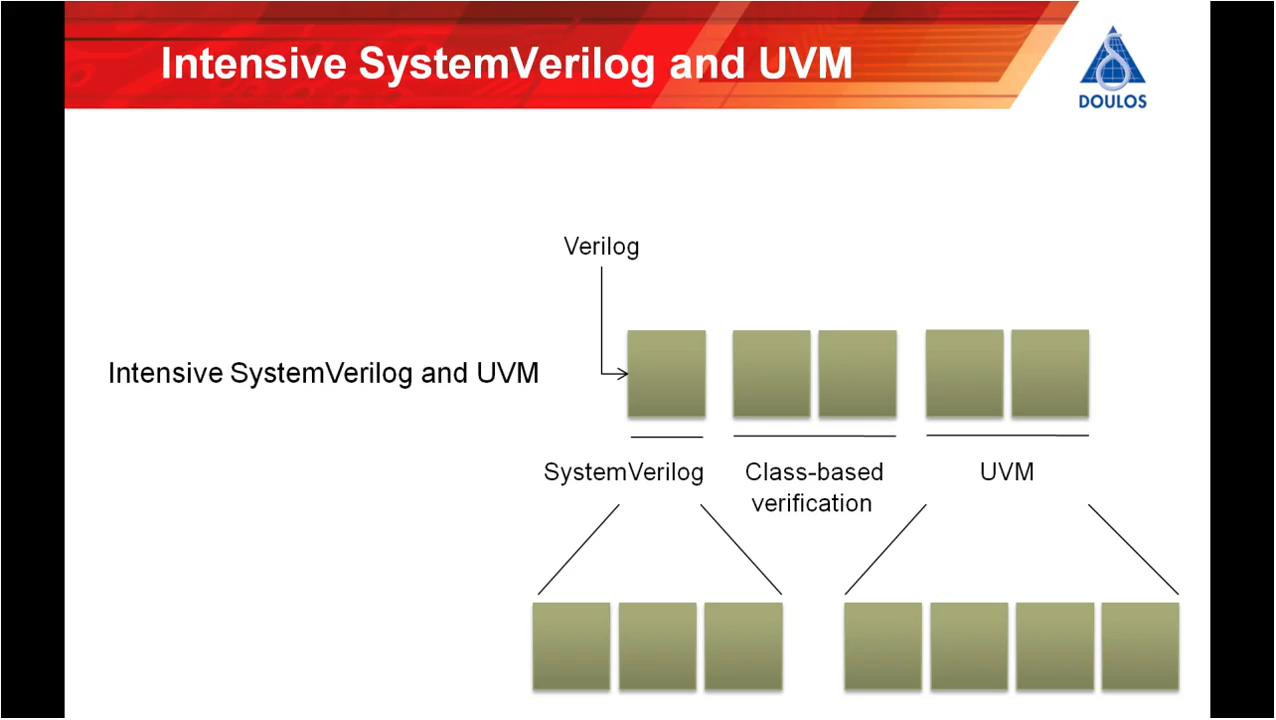 Intensive SystemVerilog and UVM
DOULOS
Verilog
Intensive SystemVerilog and UVM
SystemVerilog
Class-based
verification
UVM